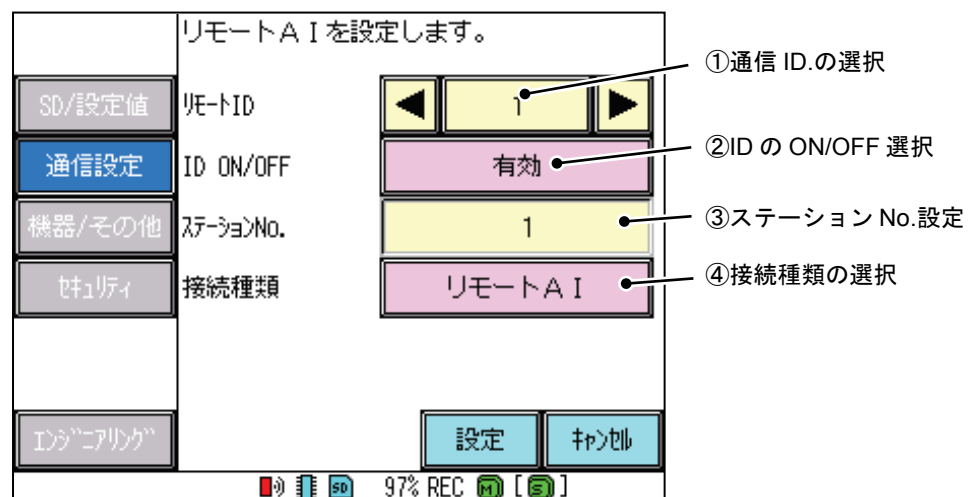 リモートＡＩを設定します。
①通信 ID.の選択
SD/設定値
ﾘﾓｰﾄID
1
②ID の ON/OFF 選択
通信設定
ID ON/OFF
有効
③ステーション No.設定
機器/その他
ｽﾃｰｼｮﾝNo.
1
④接続種類の選択
ｾｷｭﾘﾃｨ
接続種類
リモートＡＩ
ｴﾝｼﾞﾆｱﾘﾝｸﾞ
設定
ｷｬﾝｾﾙ
SD 97% REC M [S]